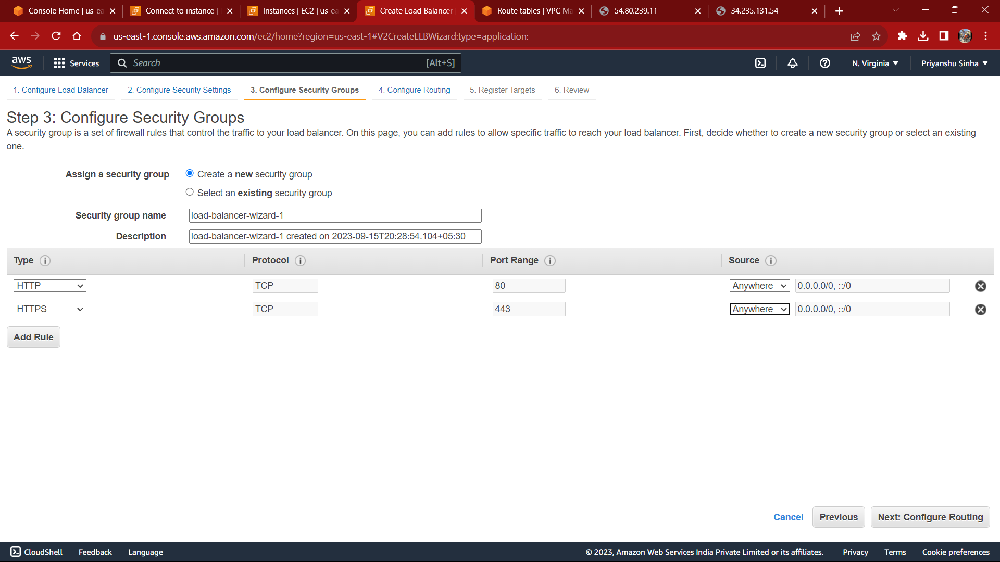 Console Home | us-ea
Connect to instance |
Instances | EC2 | us-ea
Create Load Balancer
Route tables | VPC Ma
54.80.239.11
34.235.131.54
us-east-1.console.aws.amazon.com/ec2/home?region=us-east-1#V2CreateELBWizard:type=application:
aws
Services
Search
[Alt+S]
N. Virginia
Priyanshu Sinha
1. Configure Load Balancer
2. Configure Security Settings
3. Configure Security Groups
4. Configure Routing
5. Register Targets
6. Review
Step 3: Configure Security Groups
A security group is a set of firewall rules that control the traffic to your load balancer. On this page, you can add rules to allow specific traffic to reach your load balancer. First, decide whether to create a new security group or select an existing
one.
Assign a security group
Create a new security group
Select an existing security group
Security group name
load-balancer-wizard-1
Description
load-balancer-wizard-1 created on 2023-09-15T20:28:54.104+05:30
Type
Protocol
Port Range
Source
HTTP
TCP
80
Anywhere
0.0.0.0/0, ::/0
HTTPS
TCP
443
Anywhere
0.0.0.0/0, ::/0
Add Rule
Cancel
Previous
Next: Configure Routing
CloudShell
Feedback
Language
© 2023, Amazon Web Services India Private Limited or its affiliates.
Privacy
Terms
Cookie preferences